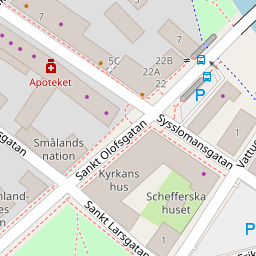 7
7
5C
22B
22A
22
Apoteket
P
7
1
Smålands
nation
Sankt Olofsgatan
Sysslomansgatan
Kyrkans
hus
Schefferska
huset
Sankt Larsgatan
P
1